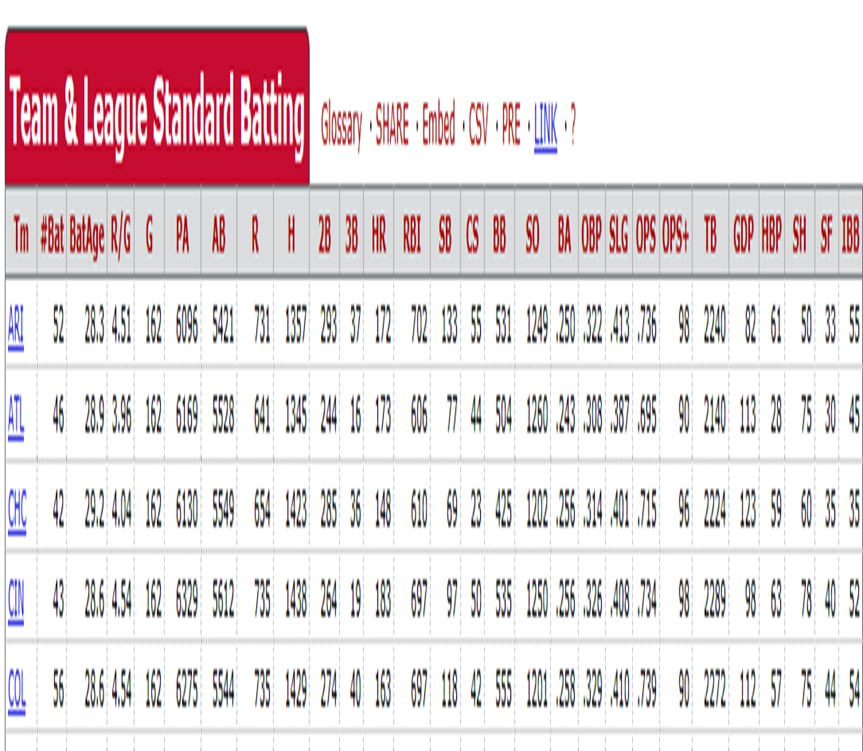 Team & League Standard Batting Glossary · SHARE · Embed · CSV · PRE · LINK · ?
Tm #Bat BatAge R/G G PA AB R H 2B 3B HR RBI SB CS BB SO BA OBP SLG OPS OPS+ TB GDP HBP SH SF IBB
ARI 52 28.3 4.51 162 6096 5421 731 1357 293 37 172 702 133 55 531 1249 .250 .322 .413 .736 98 2240 82 61 50 33 55
ATL 46 28.9 3.96 162 6169 5528 641 1345 244 16 173 606 77 44 504 1260 .243 .308 .387 .695 90 2140 113 28 75 30 45
CHC 42 29.2 4.04 162 6130 5549 654 1423 285 36 148 610 69 23 425 1202 .256 .314 .401 .715 96 2224 123 59 60 35 35
CIN 43 28.6 4.54 162 6329 5612 735 1438 264 19 183 697 97 50 535 1250 .256 .326 .408 .734 98 2289 98 63 78 40 52
COL 56 28.6 4.54 162 6275 5544 735 1429 274 40 163 697 118 42 555 1201 .258 .329 .410 .739 90 2272 112 57 75 44 54